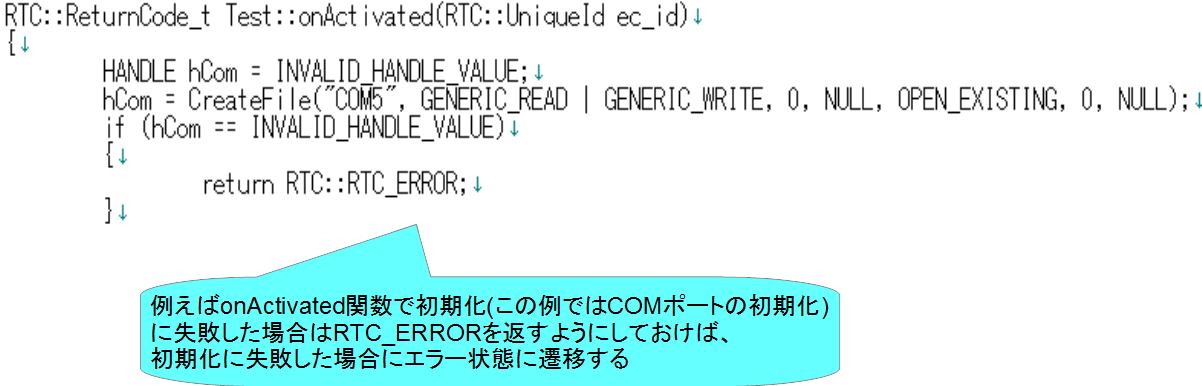 RTC::ReturnCode_t Test::onActivated(RTC::UniqueId ec_id)↓
{↓
HANDLE hCom = INVALID_HANDLE_VALUE;↓
hCom = CreateFile("COM5", GENERIC_READ | GENERIC_WRITE, 0, NULL, OPEN_EXISTING, 0, NULL);↓
if (hCom == INVALID_HANDLE_VALUE)↓
{↓
return RTC::RTC_ERROR;↓
}↓
例えばonActivated関数で初期化(この例ではCOMポートの初期化)
に失敗した場合はRTC_ERRORを返すようにしておけば、
初期化に失敗した場合にエラー状態に遷移する